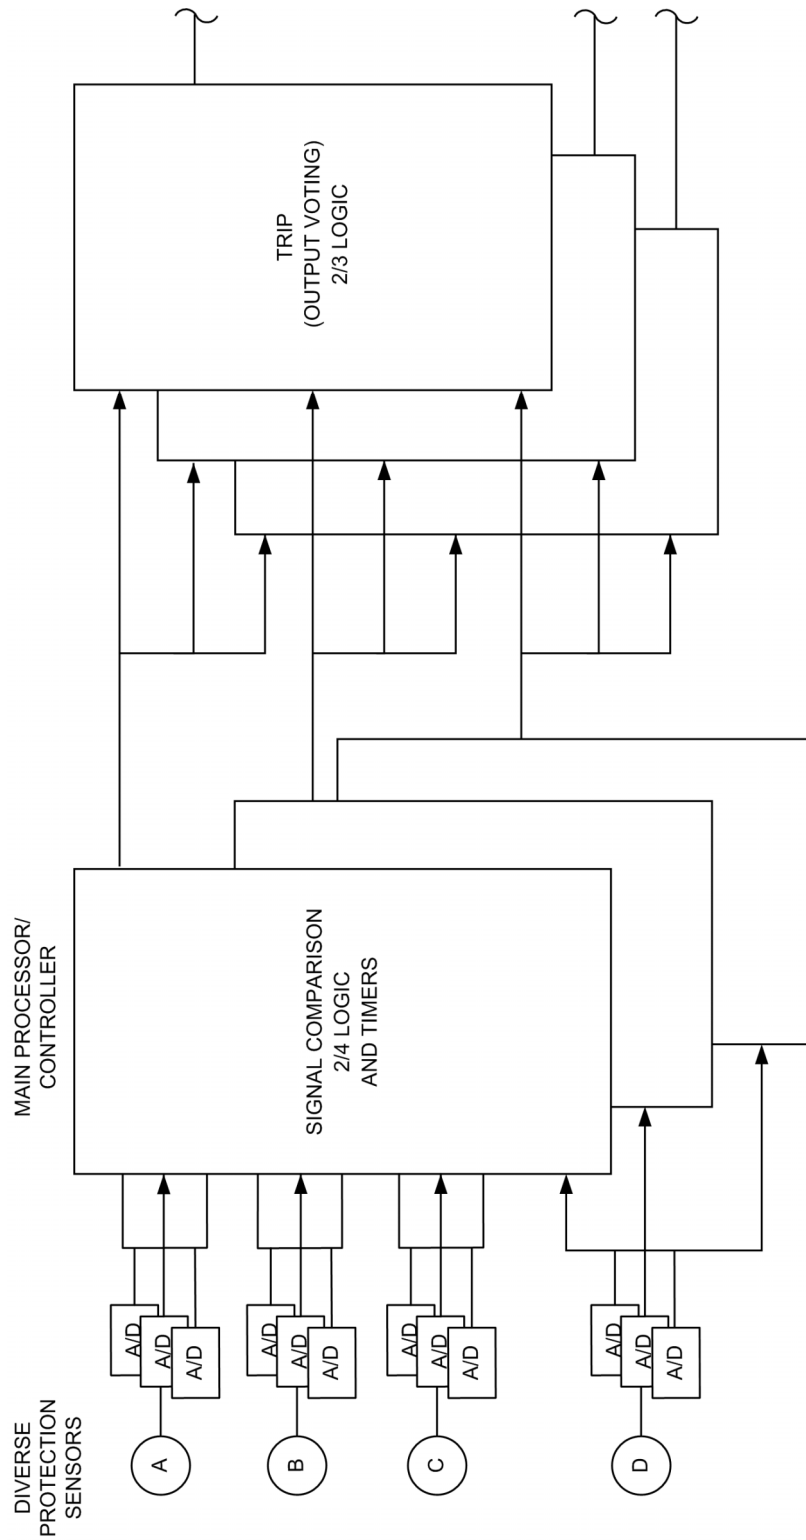 DIVERSE
PROTECTION
SENSORS
MAIN PROCESSOR/
CONTROLLER
A
A/D
A/D
A/D
B
A/D
A/D
A/D
C
A/D
A/D
A/D
D
A/D
A/D
A/D
SIGNAL COMPARISON
2/4 LOGIC
AND TIMERS
TRIP
(OUTPUT VOTING)
2/3 LOGIC